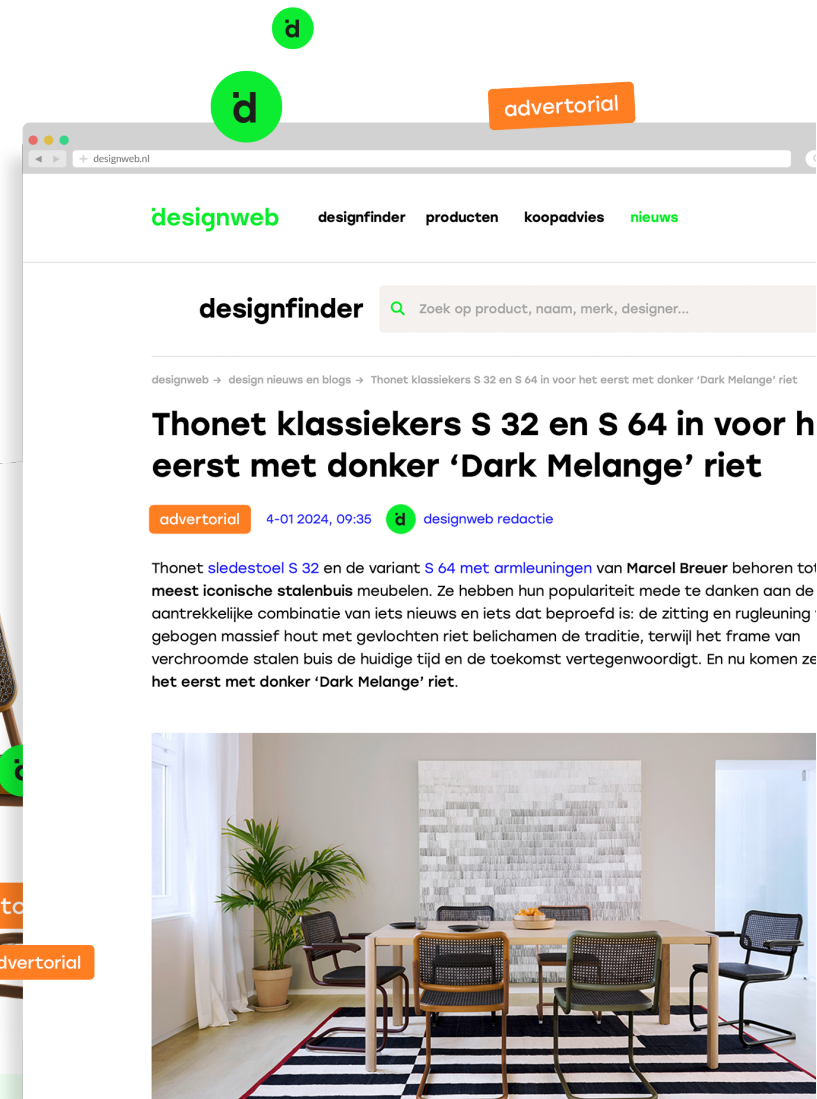 d
d
advertorial
designweb.nl
designweb designfinder producten koopadvies nieuws
designfinder Zoek op product, naam, merk, designer...
designweb → design nieuws en blogs → Thonet klassiekers S 32 en S 64 in voor het eerst met donker ‘Dark Melange’ riet
Thonet klassiekers S 32 en S 64 in voor h
eerst met donker ‘Dark Melange’ riet
advertorial 4-01 2024, 09:35 d designweb redactie
Thonet sledestoel S 32 en de variant S 64 met armleuningen van Marcel Breuer behoren tot
meest iconische stalenbuis meubelen. Ze hebben hun populariteit mede te danken aan de
aantrekkelijke combinatie van iets nieuws en iets dat beproefd is: de zitting en rugleuning
gebogen massief hout met gevlochten riet belichamen de traditie, terwijl het frame van
verchroomde stalen buis de huidige tijd en de toekomst vertegenwoordigt. En nu komen ze
het eerst met donker ‘Dark Melange’ riet.
to
dvertorial